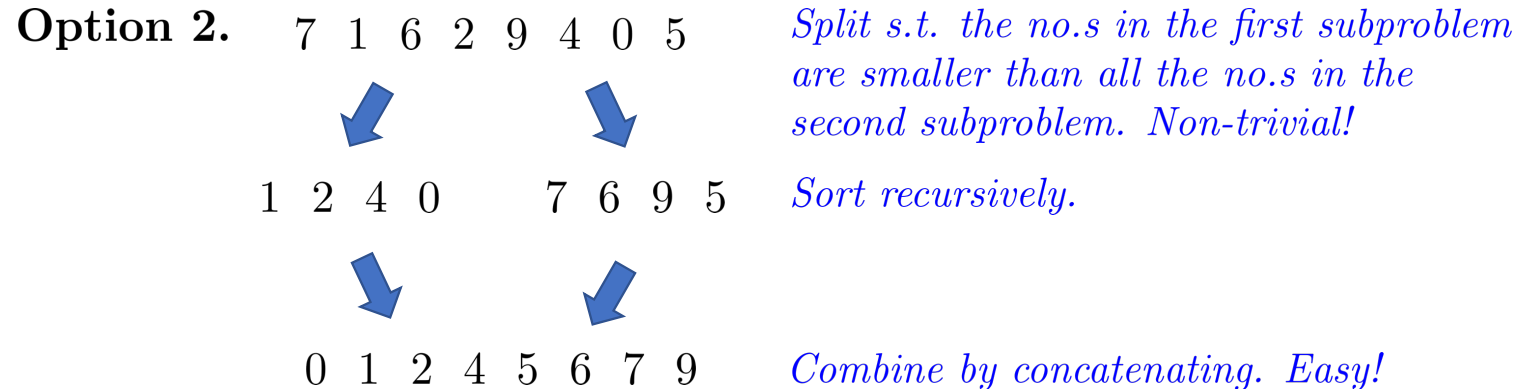 Option 2. 7 1 6 2 9 4 0 5 Split s.t. the no.s in the first subproblem
are smaller than all the no.s in the
second subproblem. Non-trivial!
1 2 4 0 7 6 9 5 Sort recursively.
0 1 2 4 5 6 7 9 Combine by concatenating. Easy!